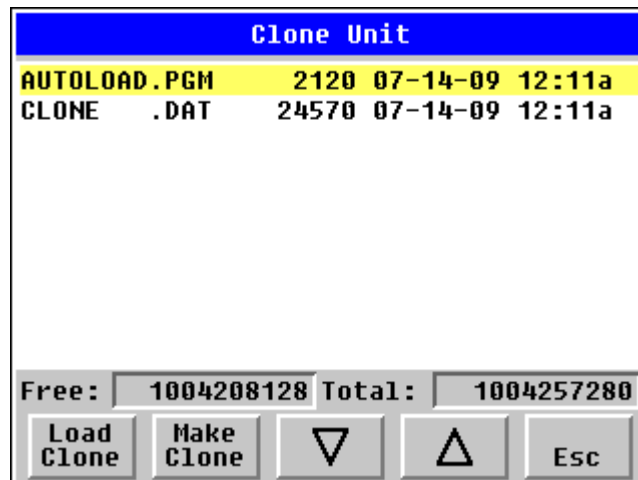 Clone Unit
AUTOLOAD.PGM 2120 07-14-09 12:11a
CLONE .DAT 24570 07-14-09 12:11a
Free: 1004208128 Total: 1004257280
Load Clone Make Clone Esc